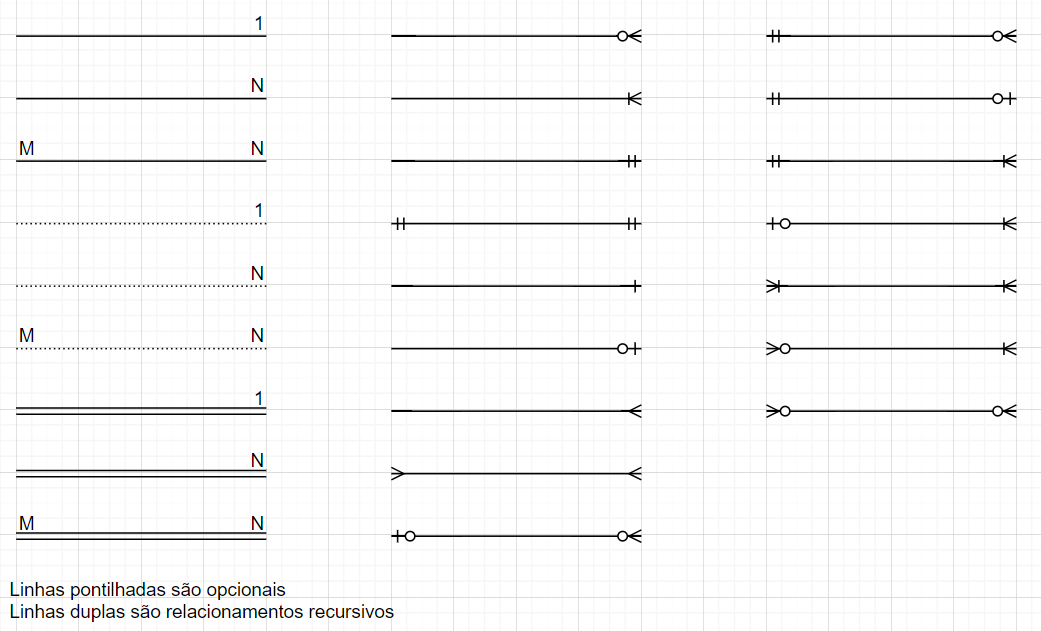 1
N
M N
1
N
M N
1
N
M N
Linhas pontilhadas são opcionais
Linhas duplas são relacionamentos recursivos